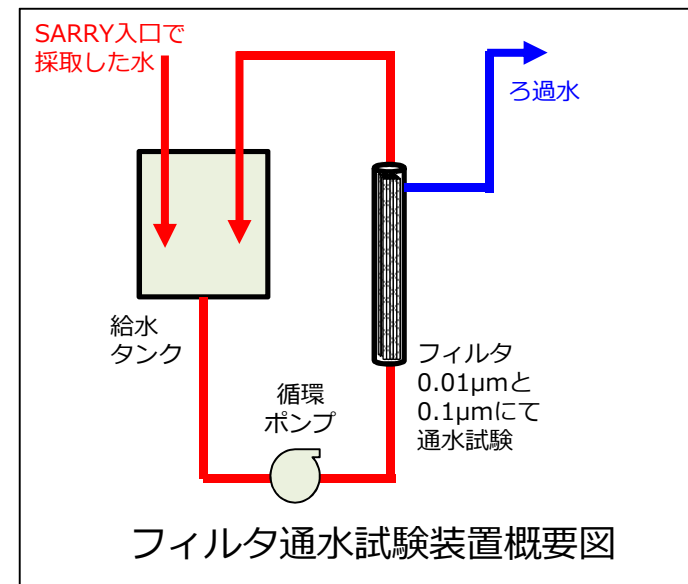 SARRY入口で
採取した水
ろ過水
給水
タンク
循環
ポンプ
フィルタ
0.01μmと
0.1μmにて
通水試験
フィルタ通水試験装置概要図